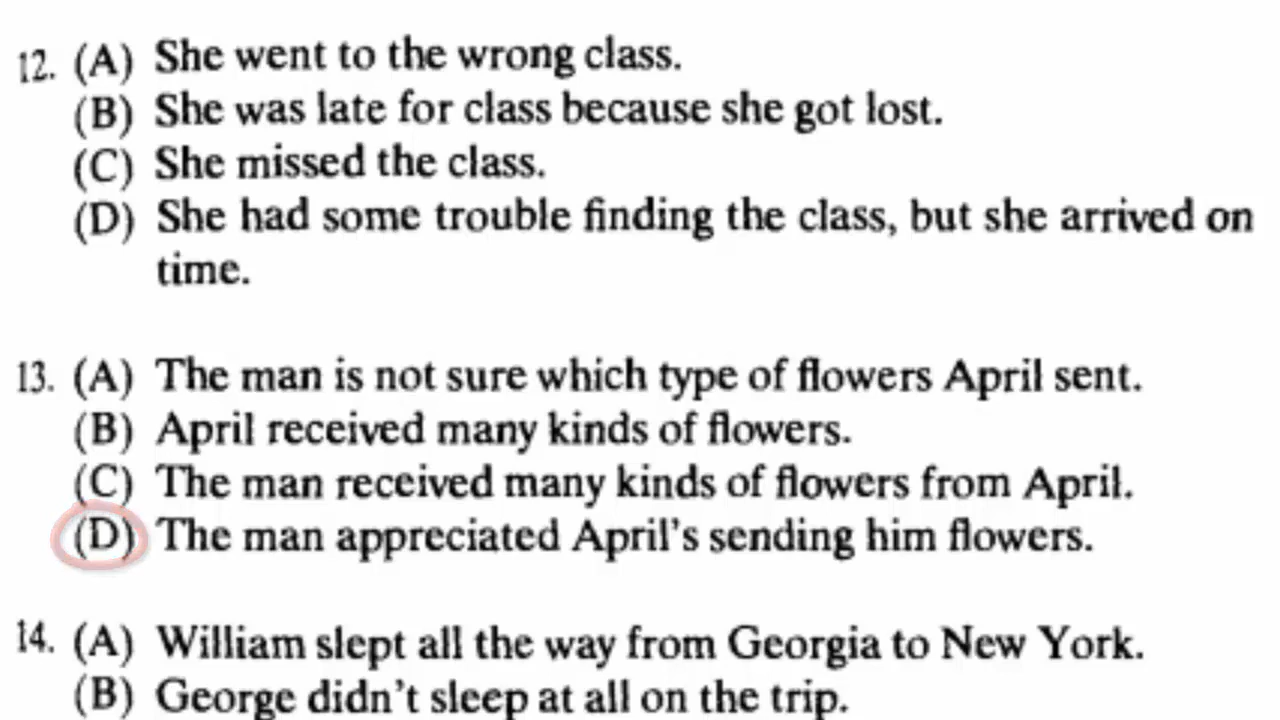 12. (A) She went to the wrong class.
(B) She was late for class because she got lost.
(C) She missed the class.
(D) She had some trouble finding the class, but she arrived on
time.
13. (A) The man is not sure which type of flowers April sent.
(B) April received many kinds of flowers.
(C) The man received many kinds of flowers from April.
(D) The man appreciated April's sending him flowers.
14. (A) William slept all the way from Georgia to New York.
(B) George didn't sleep at all on the trip.